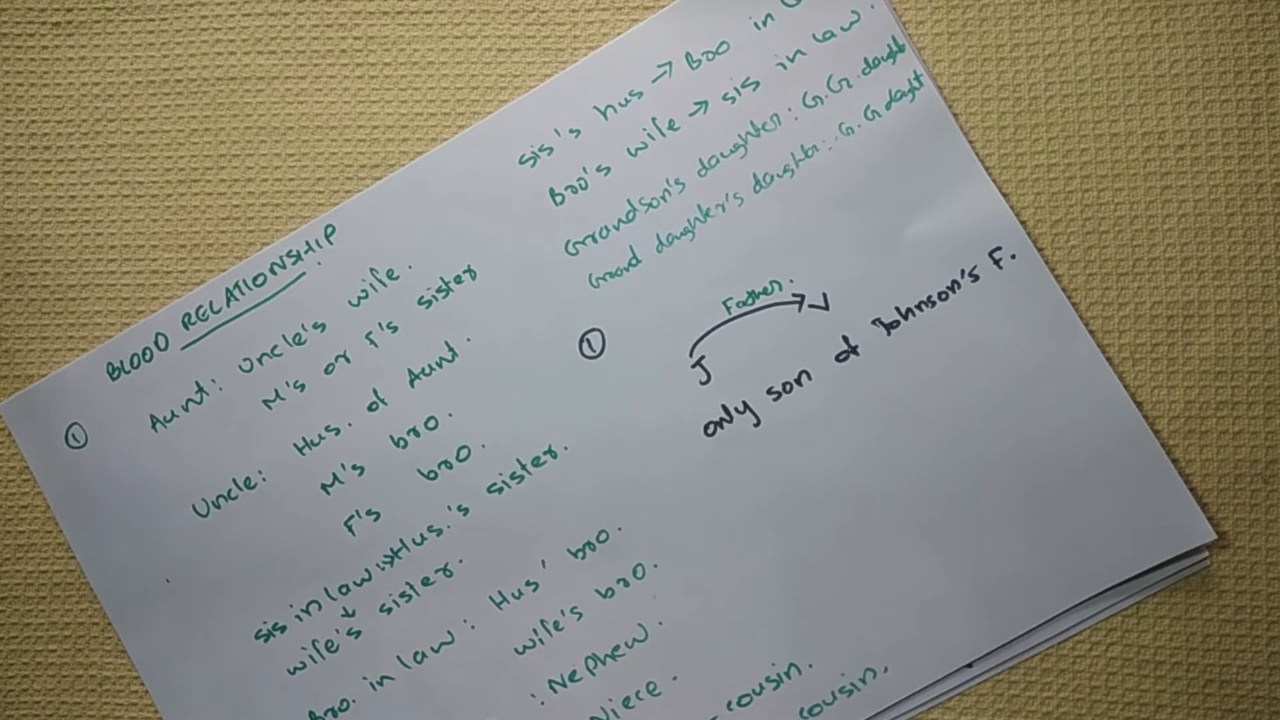 BLOOD RELATIONSHIP
① Aunt: Uncle's wife.
M's or F's sister
Uncle: Hus. of Aunt.
M's bro.
F's bro.
sis in law → Hus.'s sister.
wife's sister.
bro. in law: Hus' bro.
wife's bro.
: Nephew.
Niece.
- cousin.
cousin.
sis's hus → Bro in
Bro's wife → sis in law.
Grandson's daughter: G.G. daught
Grand daughter's daughter: G.G daught
① Father.
J J
only son of Johnson's F.